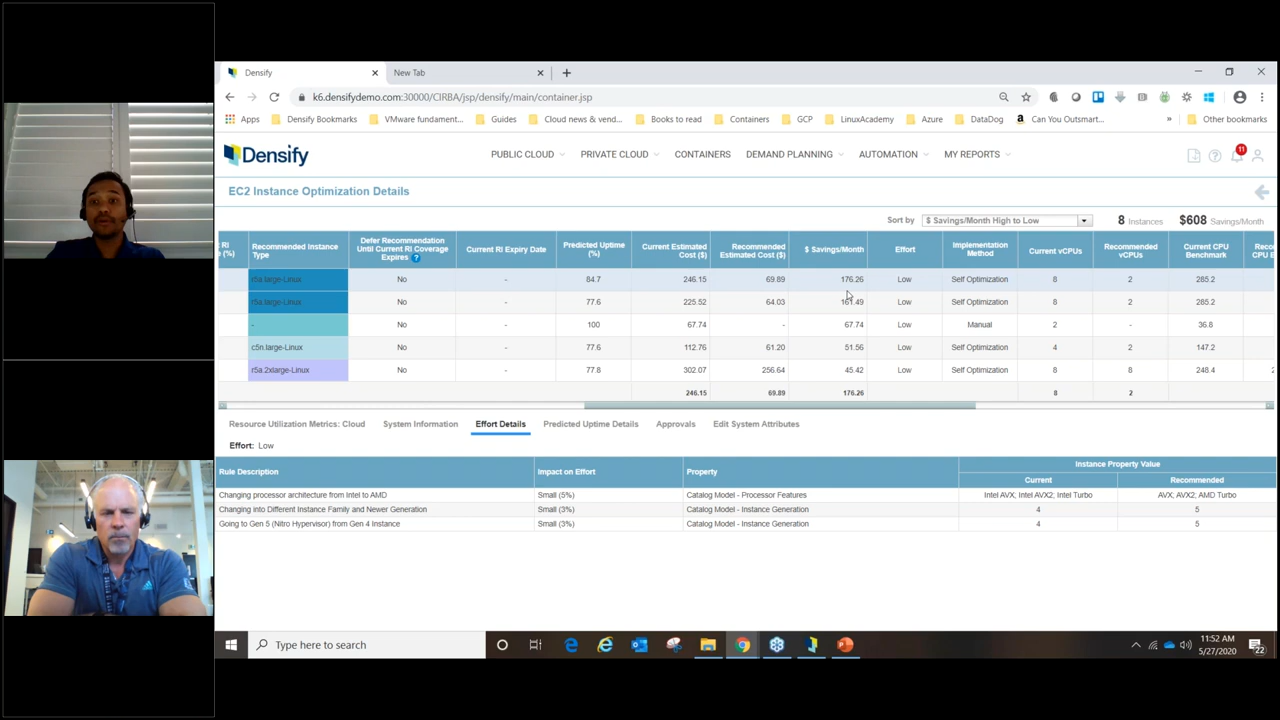 Densify
New Tab
k6.densifydemo.com:30000/CIRBA/jsp/densify/main/container.jsp
Apps Densify Bookmarks VMware fundament... Guides Cloud news & vend... Books to read Containers GCP LinuxAcademy Azure DataDog Can You Outsmart... » Other bookmarks
Densify
PUBLIC CLOUD PRIVATE CLOUD CONTAINERS DEMAND PLANNING AUTOMATION MY REPORTS 11
EC2 Instance Optimization Details
Sort by $ Savings/Month High to Low 8 Instances $608 Savings/Month
RI (%) Recommended Instance Type Defer Recommendation Until Current RI Coverage Expires ? Current RI Expiry Date Predicted Uptime (%) Current Estimated Cost ($) Recommended Estimated Cost ($) $ Savings/Month Effort Implementation Method Current vCPUs Recommended vCPUs Current CPU Benchmark
r5a.large-Linux No - 84.7 246.15 69.89 176.26 Low Self Optimization 8 2 285.2
r5a.large-Linux No - 77.6 225.52 64.03 161.49 Low Self Optimization 8 2 285.2
- No - 100 67.74 - 67.74 Low Manual 2 - 36.8
c5n.large-Linux No - 77.6 112.76 61.20 51.56 Low Self Optimization 4 2 147.2
r5a.2xlarge-Linux No - 77.8 302.07 256.64 45.42 Low Self Optimization 8 8 248.4
246.15 69.89 176.26 8 2
Resource Utilization Metrics: Cloud System Information Effort Details Predicted Uptime Details Approvals Edit System Attributes
Effort: Low
Rule Description Impact on Effort Property Instance Property Value
Current Recommended
Changing processor architecture from Intel to AMD Small (5%) Catalog Model - Processor Features Intel AVX; Intel AVX2; Intel Turbo AVX; AVX2; AMD Turbo
Changing into Different Instance Family and Newer Generation Small (3%) Catalog Model - Instance Generation 4 5
Going to Gen 5 (Nitro Hypervisor) from Gen 4 Instance Small (3%) Catalog Model - Instance Generation 4 5
Type here to search
11:52 AM
5/27/2020
22